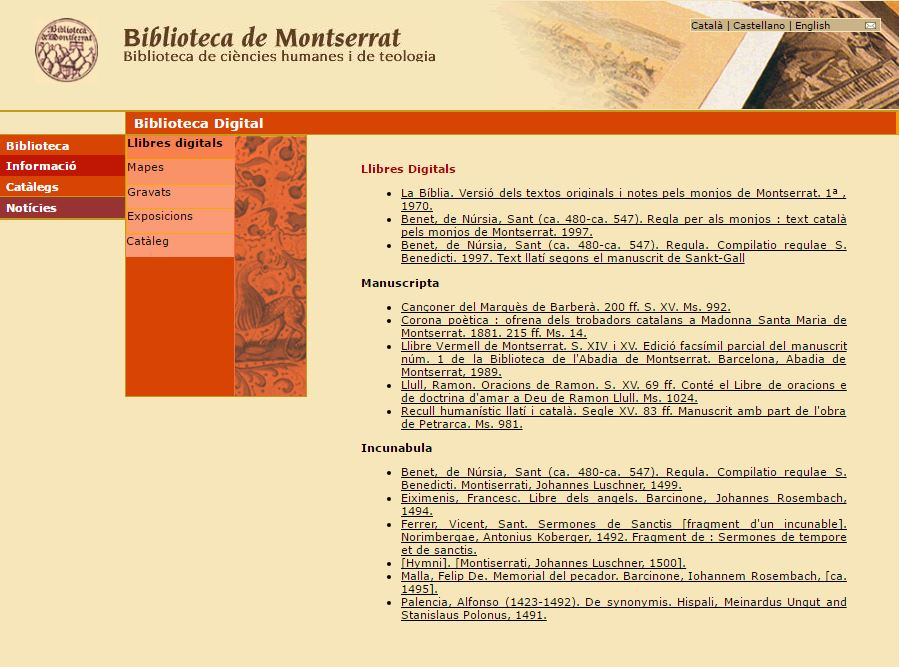 Biblioteca de Montserrat
Biblioteca de Montserrat
Biblioteca de ciències humanes i de teologia
Català | Castellano | English
Biblioteca Digital
Biblioteca
Informació
Catàlegs
Notícies
Llibres digitals
Mapes
Gravats
Exposicions
Catàleg
Llibres Digitals
La Bíblia. Versió dels textos originals i notes pels monjos de Montserrat. 1ª ,
1970.
Benet, de Núrsia, Sant (ca. 480-ca. 547). Regla per als monjos : text català
pels monjos de Montserrat. 1997.
Benet, de Núrsia, Sant (ca. 480-ca. 547). Regula. Compilatio regulae S.
Benedicti. 1997. Text llatí segons el manuscrit de Sankt-Gall
Manuscripta
Cançoner del Marquès de Barberà. 200 ff. S. XV. Ms. 992.
Corona poètica : ofrena dels trobadors catalans a Madonna Santa Maria de
Montserrat. 1881. 215 ff. Ms. 14.
Llibre Vermell de Montserrat. S. XIV i XV. Edició facsímil parcial del manuscrit
núm. 1 de la Biblioteca de l'Abadia de Montserrat. Barcelona, Abadia de
Montserrat, 1989.
Llull, Ramon. Oracions de Ramon. S. XV. 69 ff. Conté el Libre de oracions e
de doctrina d'amar a Deu de Ramon Llull. Ms. 1024.
Recull humanístic llatí i català. Segle XV. 83 ff. Manuscrit amb part de l'obra
de Petrarca. Ms. 981.
Incunabula
Benet, de Núrsia, Sant (ca. 480-ca. 547). Regula. Compilatio regulae S.
Benedicti. Montiserrati, Johannes Luschner, 1499.
Eiximenis, Francesc. Libre dels angels. Barcinone, Johannes Rosembach,
1494.
Ferrer, Vicent, Sant. Sermones de Sanctis [fragment d'un incunable].
Norimbergae, Antonius Koberger, 1492. Fragment de : Sermones de tempore
et de sanctis.
[Hymni]. [Montiserrati, Johannes Luschner, 1500].
Malla, Felip De. Memorial del pecador. Barcinone, Iohannem Rosembach, [ca.
1495].
Palencia, Alfonso (1423-1492). De synonymis. Hispali, Meinardus Ungut and
Stanislaus Polonus, 1491.